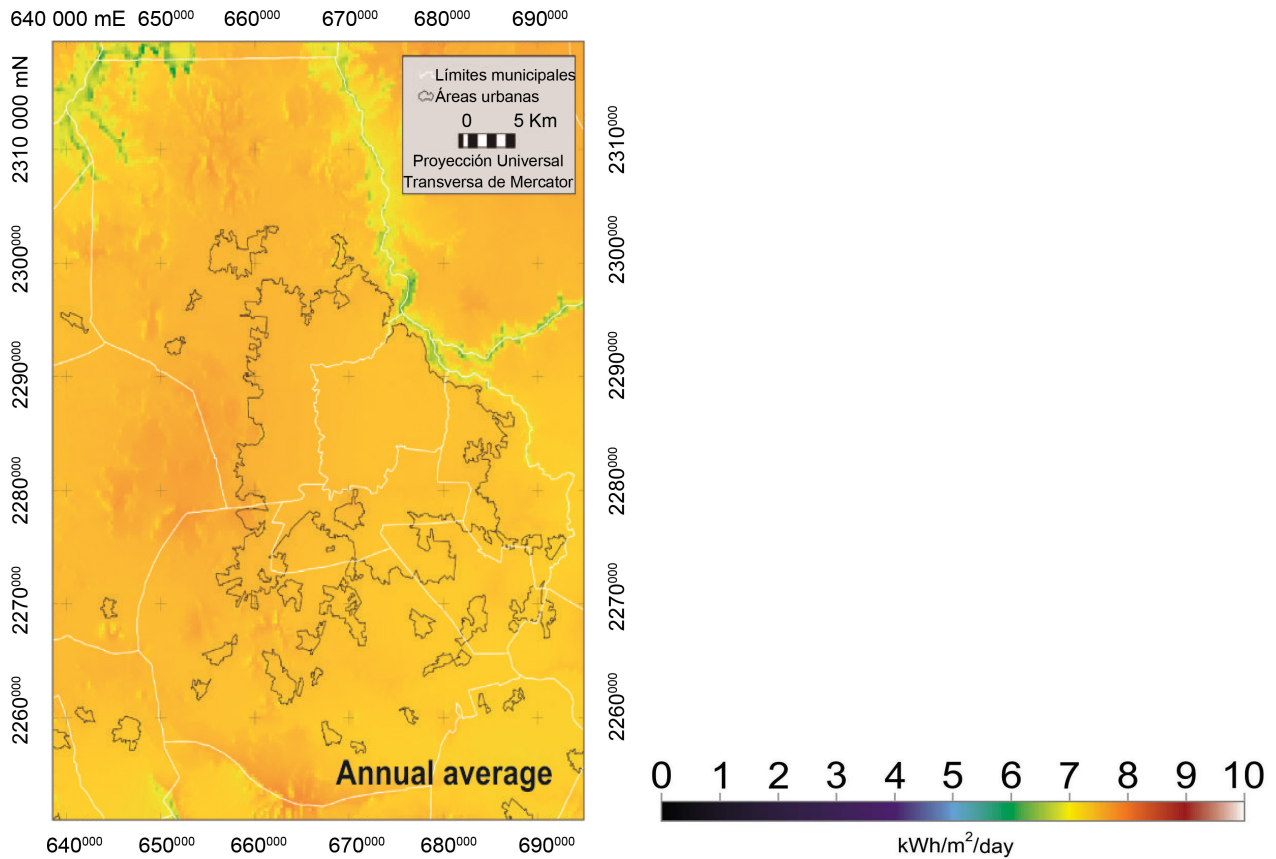 640 000 mE 650000 660000 670000 680000 690000
2310 000 mN
2300000
2290000
2280000
2270000
2260000
Límites municipales
Áreas urbanas
0 5 Km
Proyección Universal
Transversa de Mercator
2310000
2300000
2290000
2280000
2270000
2260000
Annual average
640000 650000 660000 670000 680000 690000
0 1 2 3 4 5 6 7 8 9 10
kWh/m²/day